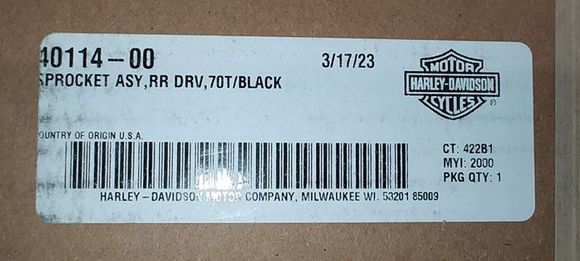 40114-00 3/17/23
SPROCKET ASY,RR DRV,70T/BLACK
MOTOR
HARLEY-DAVIDSON
CYCLES
®
OUNTRY OF ORIGIN U.S.A.
CT: 422B1
MYI: 2000
PKG QTY: 1
HARLEY-DAVIDSON MOTOR COMPANY, MILWAUKEE WI. 53201 85009